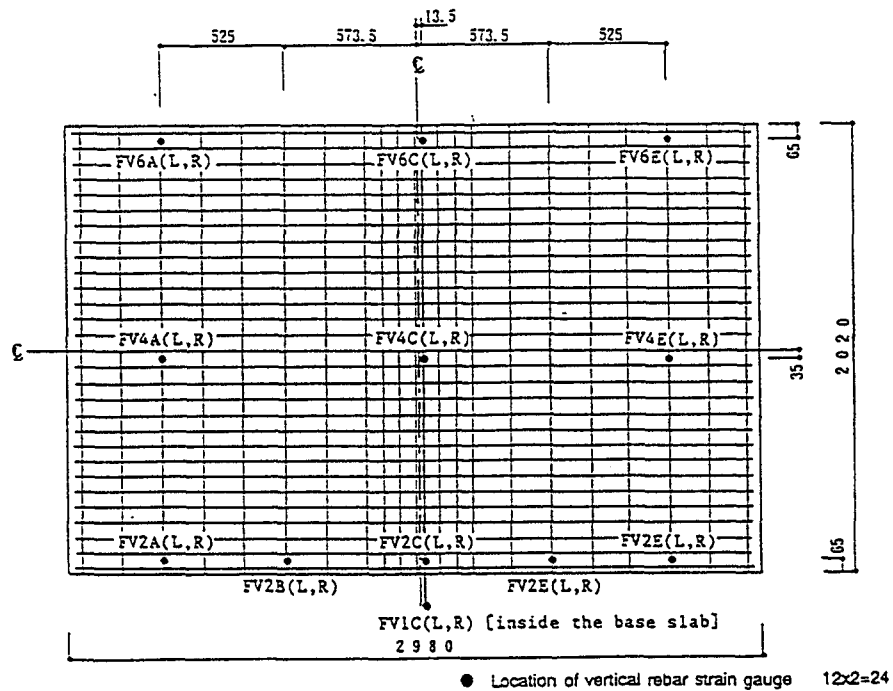 13.5
525 573.5 573.5 525
℄
FV6A(L,R) FV6C(L,R) FV6E(L,R)
65
FV4A(L,R) FV4C(L,R) FV4E(L,R)
℄
35
2020
FV2A(L,R) FV2C(L,R) FV2E(L,R)
65
FV2B(L,R) FV2E(L,R)
FV1C(L,R) [inside the base slab]
2980
● Location of vertical rebar strain gauge 12x2=24